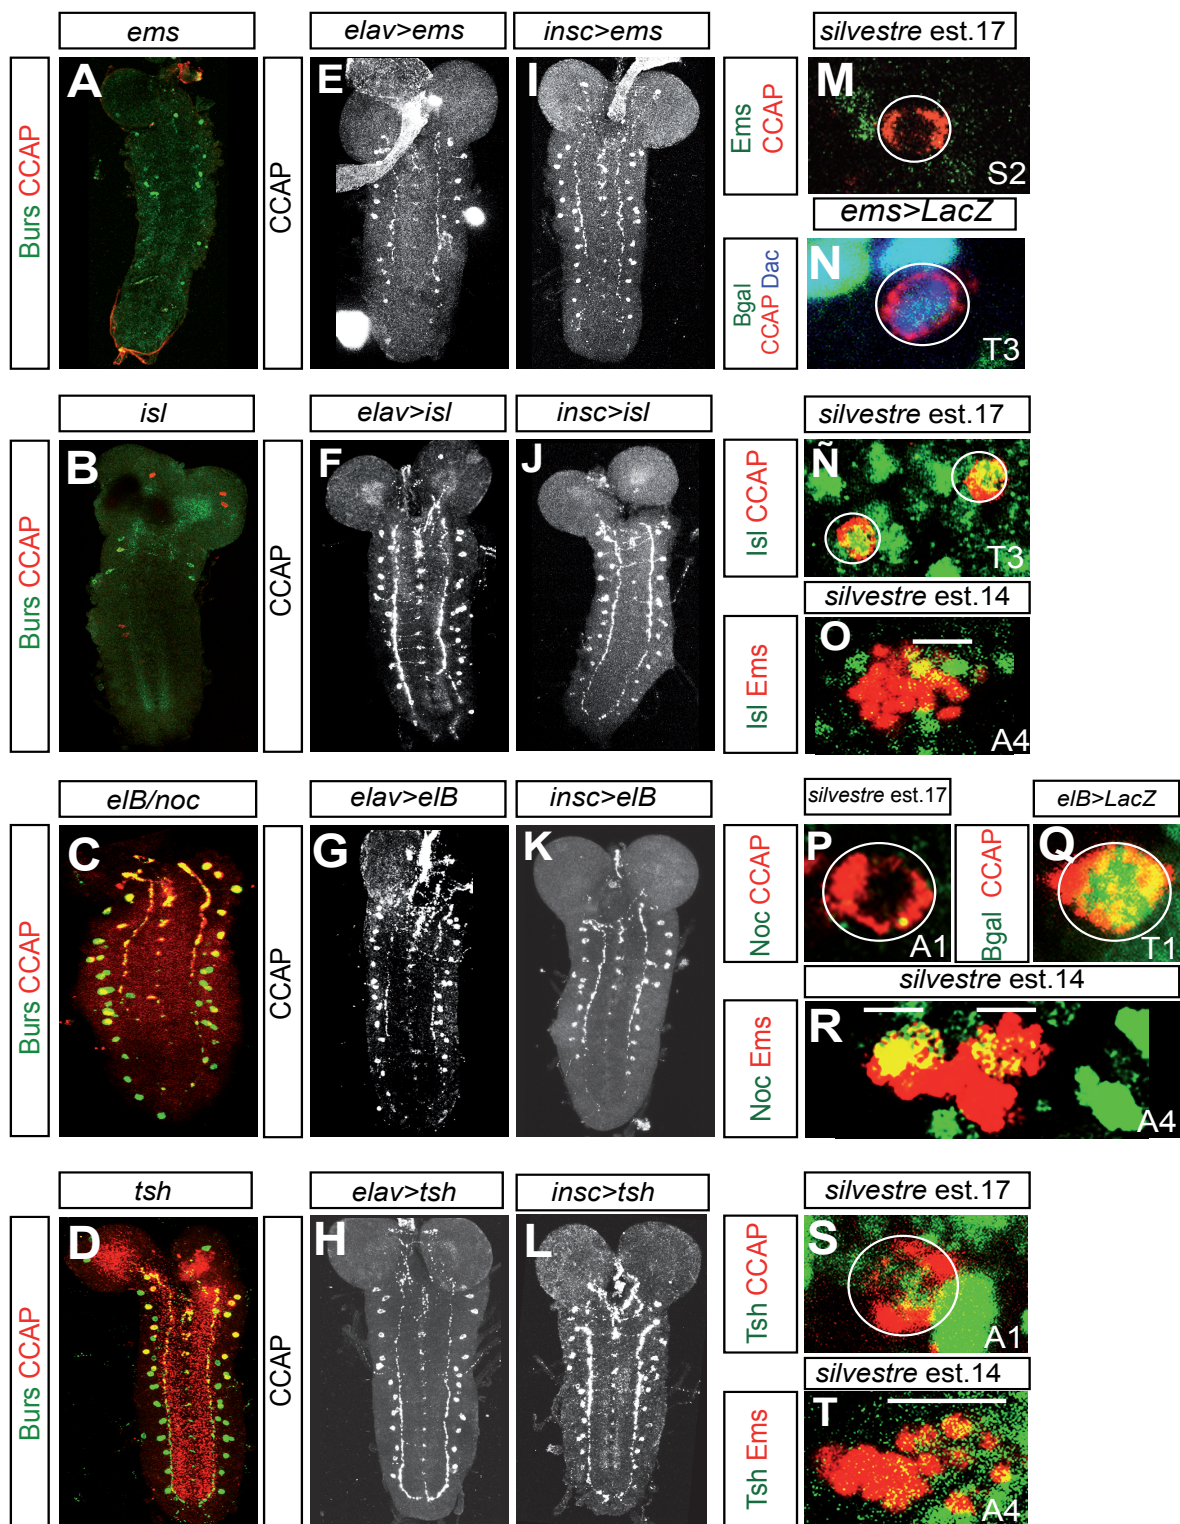 ems
elav>ems
insc>ems
silvestre est.17
Burs CCAP
A
CCAP
E
I
Ems
CCAP
M
S2
ems>LacZ
Bgal
CCAP Dac
N
T3
isl
elav>isl
insc>isl
silvestre est.17
Burs CCAP
B
CCAP
F
J
Isl CCAP
Ñ
T3
silvestre est.14
Isl Ems
O
A4
elB/noc
elav>elB
insc>elB
silvestre est.17
elB>LacZ
Burs CCAP
C
CCAP
G
K
Noc CCAP
P
A1
Bgal CCAP
Q
T1
silvestre est.14
Noc Ems
R
A4
tsh
elav>tsh
insc>tsh
silvestre est.17
Burs CCAP
D
CCAP
H
L
Tsh CCAP
S
A1
silvestre est.14
Tsh Ems
T
A4